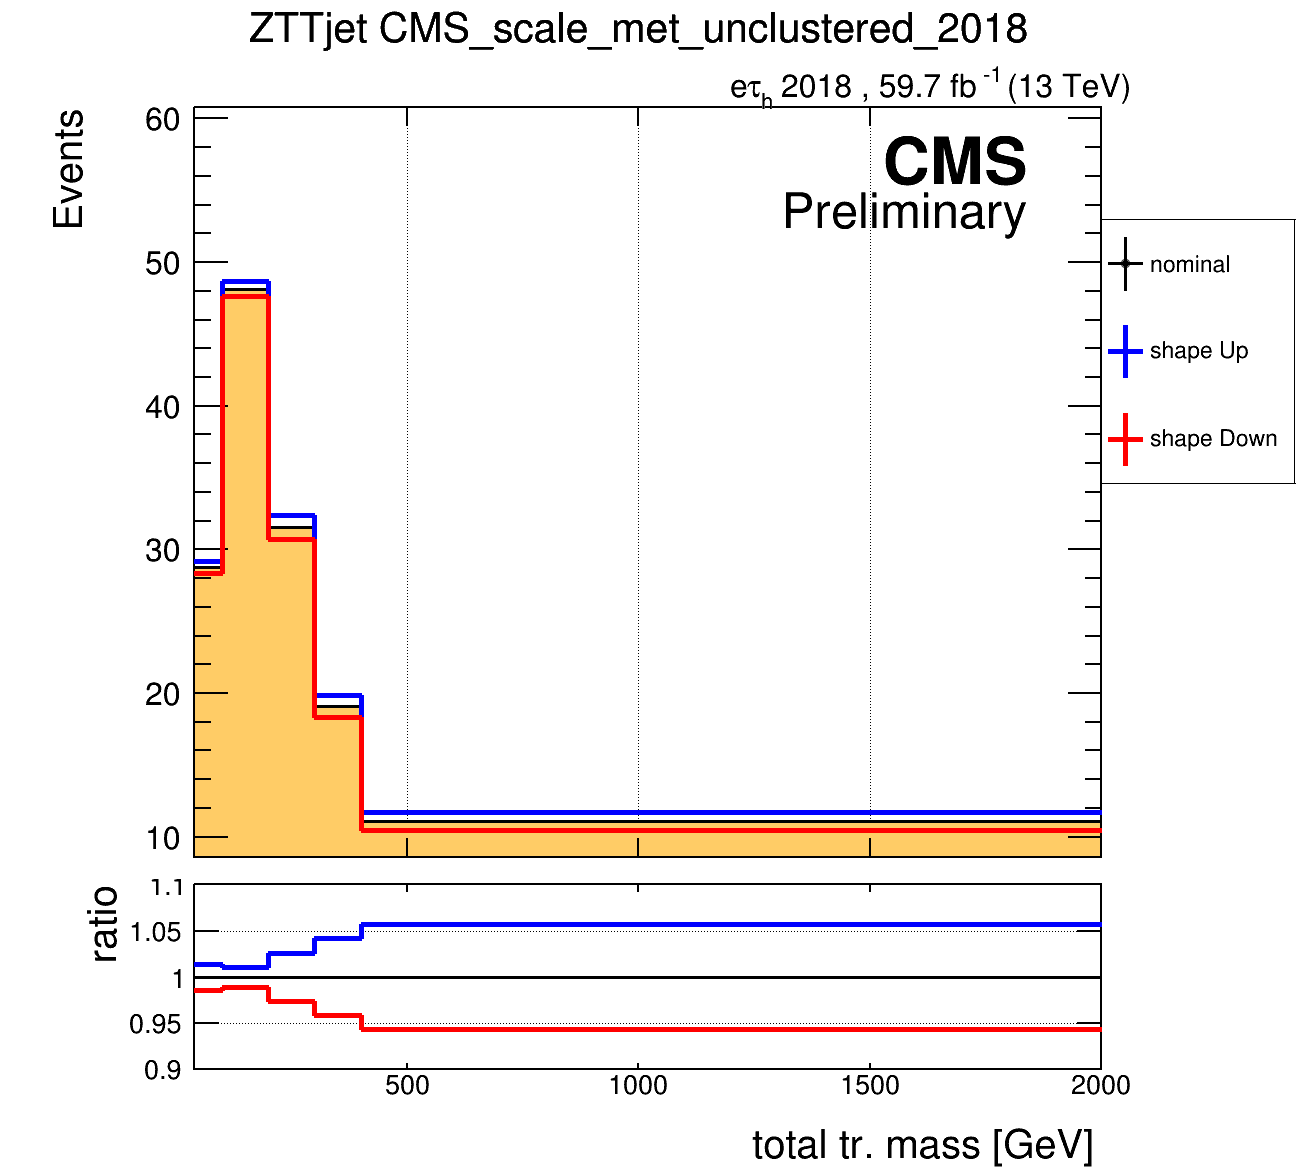 ZTTjet CMS_scale_met_unclustered_2018
eτh 2018 , 59.7 fb -1 (13 TeV)
Events
60
50
40
30
20
10
CMS
Preliminary
nominal
shape Up
shape Down
ratio
1.1
1.05
1
0.95
0.9
500 1000 1500 2000
total tr. mass [GeV]